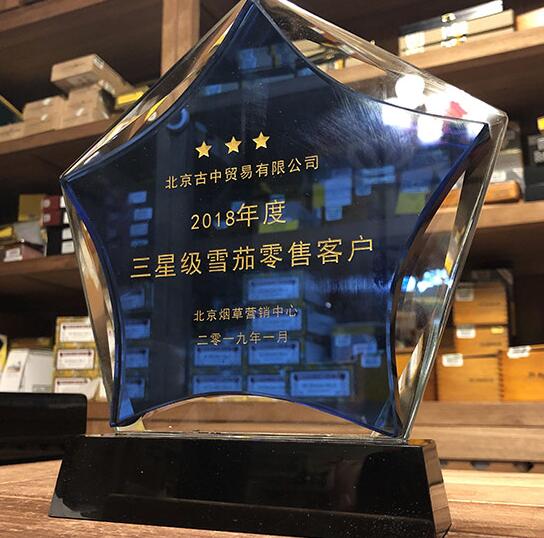 ★★★
北京古中贸易有限公司
2018年度
三星级雪茄零售客户
北京烟草营销中心
二零一九年一月